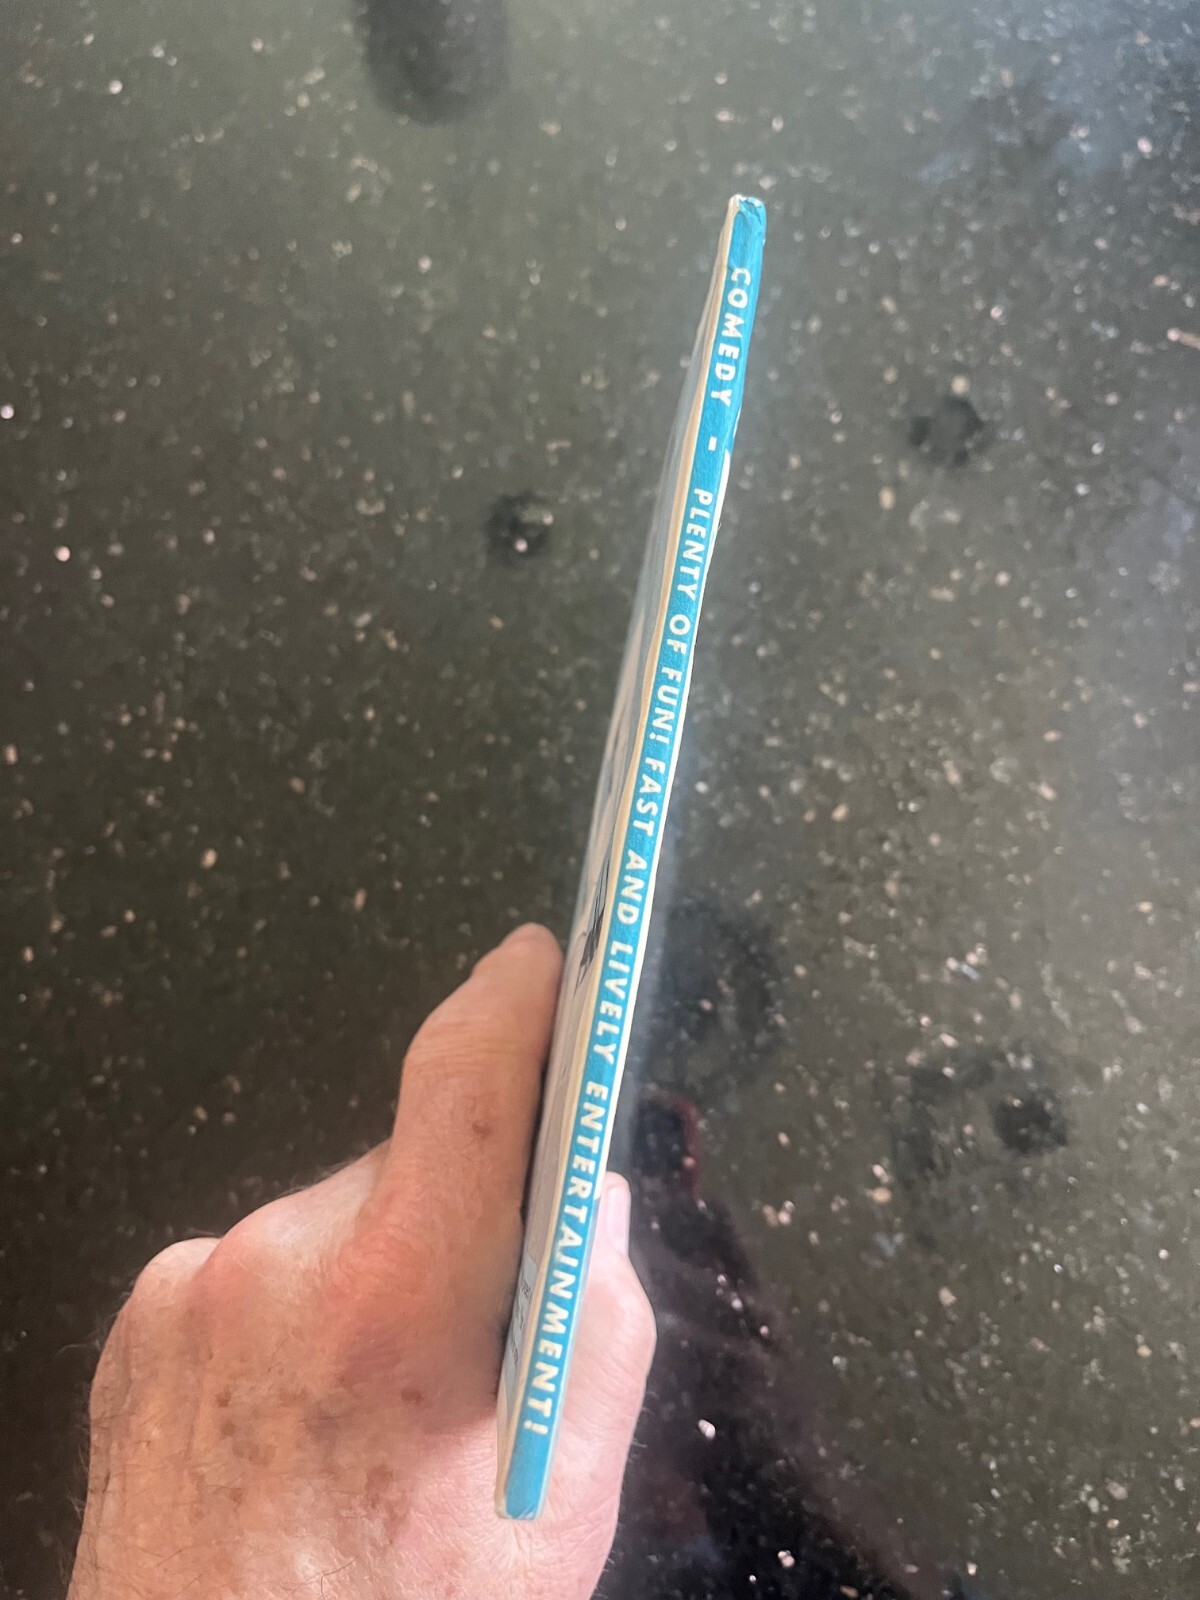 COMEDY - PLENTY OF FUN! FAST AND LIVELY ENTERTAINMENT!